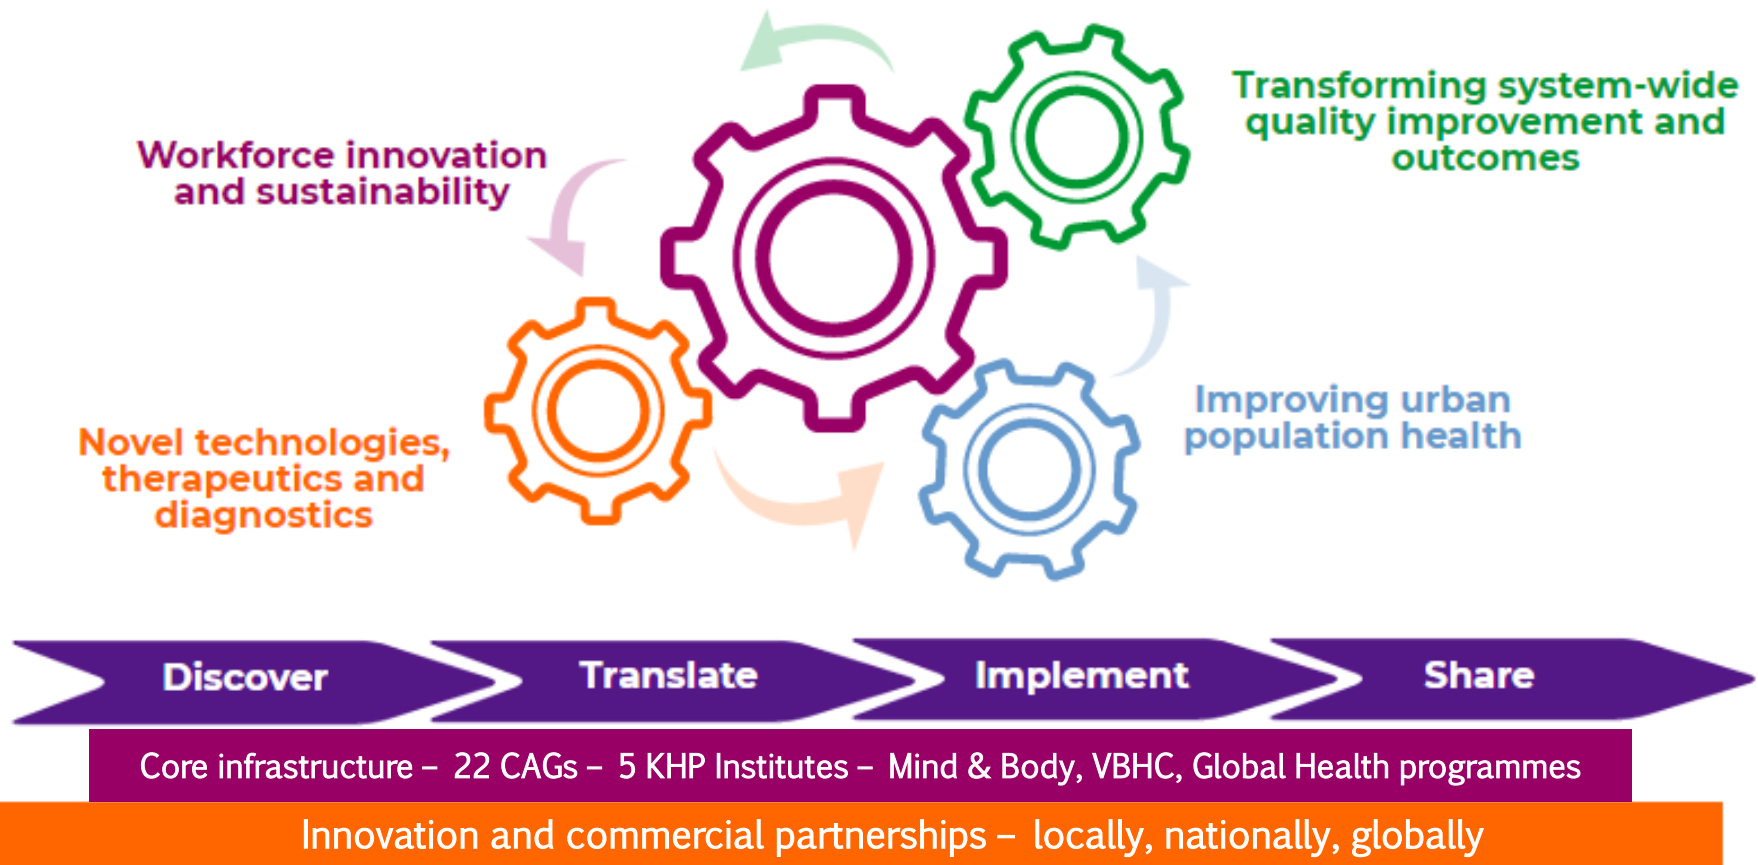 Workforce innovation
and sustainability
Transforming system-wide
quality improvement and
outcomes
Novel technologies,
therapeutics and
diagnostics
Improving urban
population health
Discover
Translate
Implement
Share
Core infrastructure – 22 CAGs – 5 KHP Institutes – Mind & Body, VBHC, Global Health programmes
Innovation and commercial partnerships – locally, nationally, globally